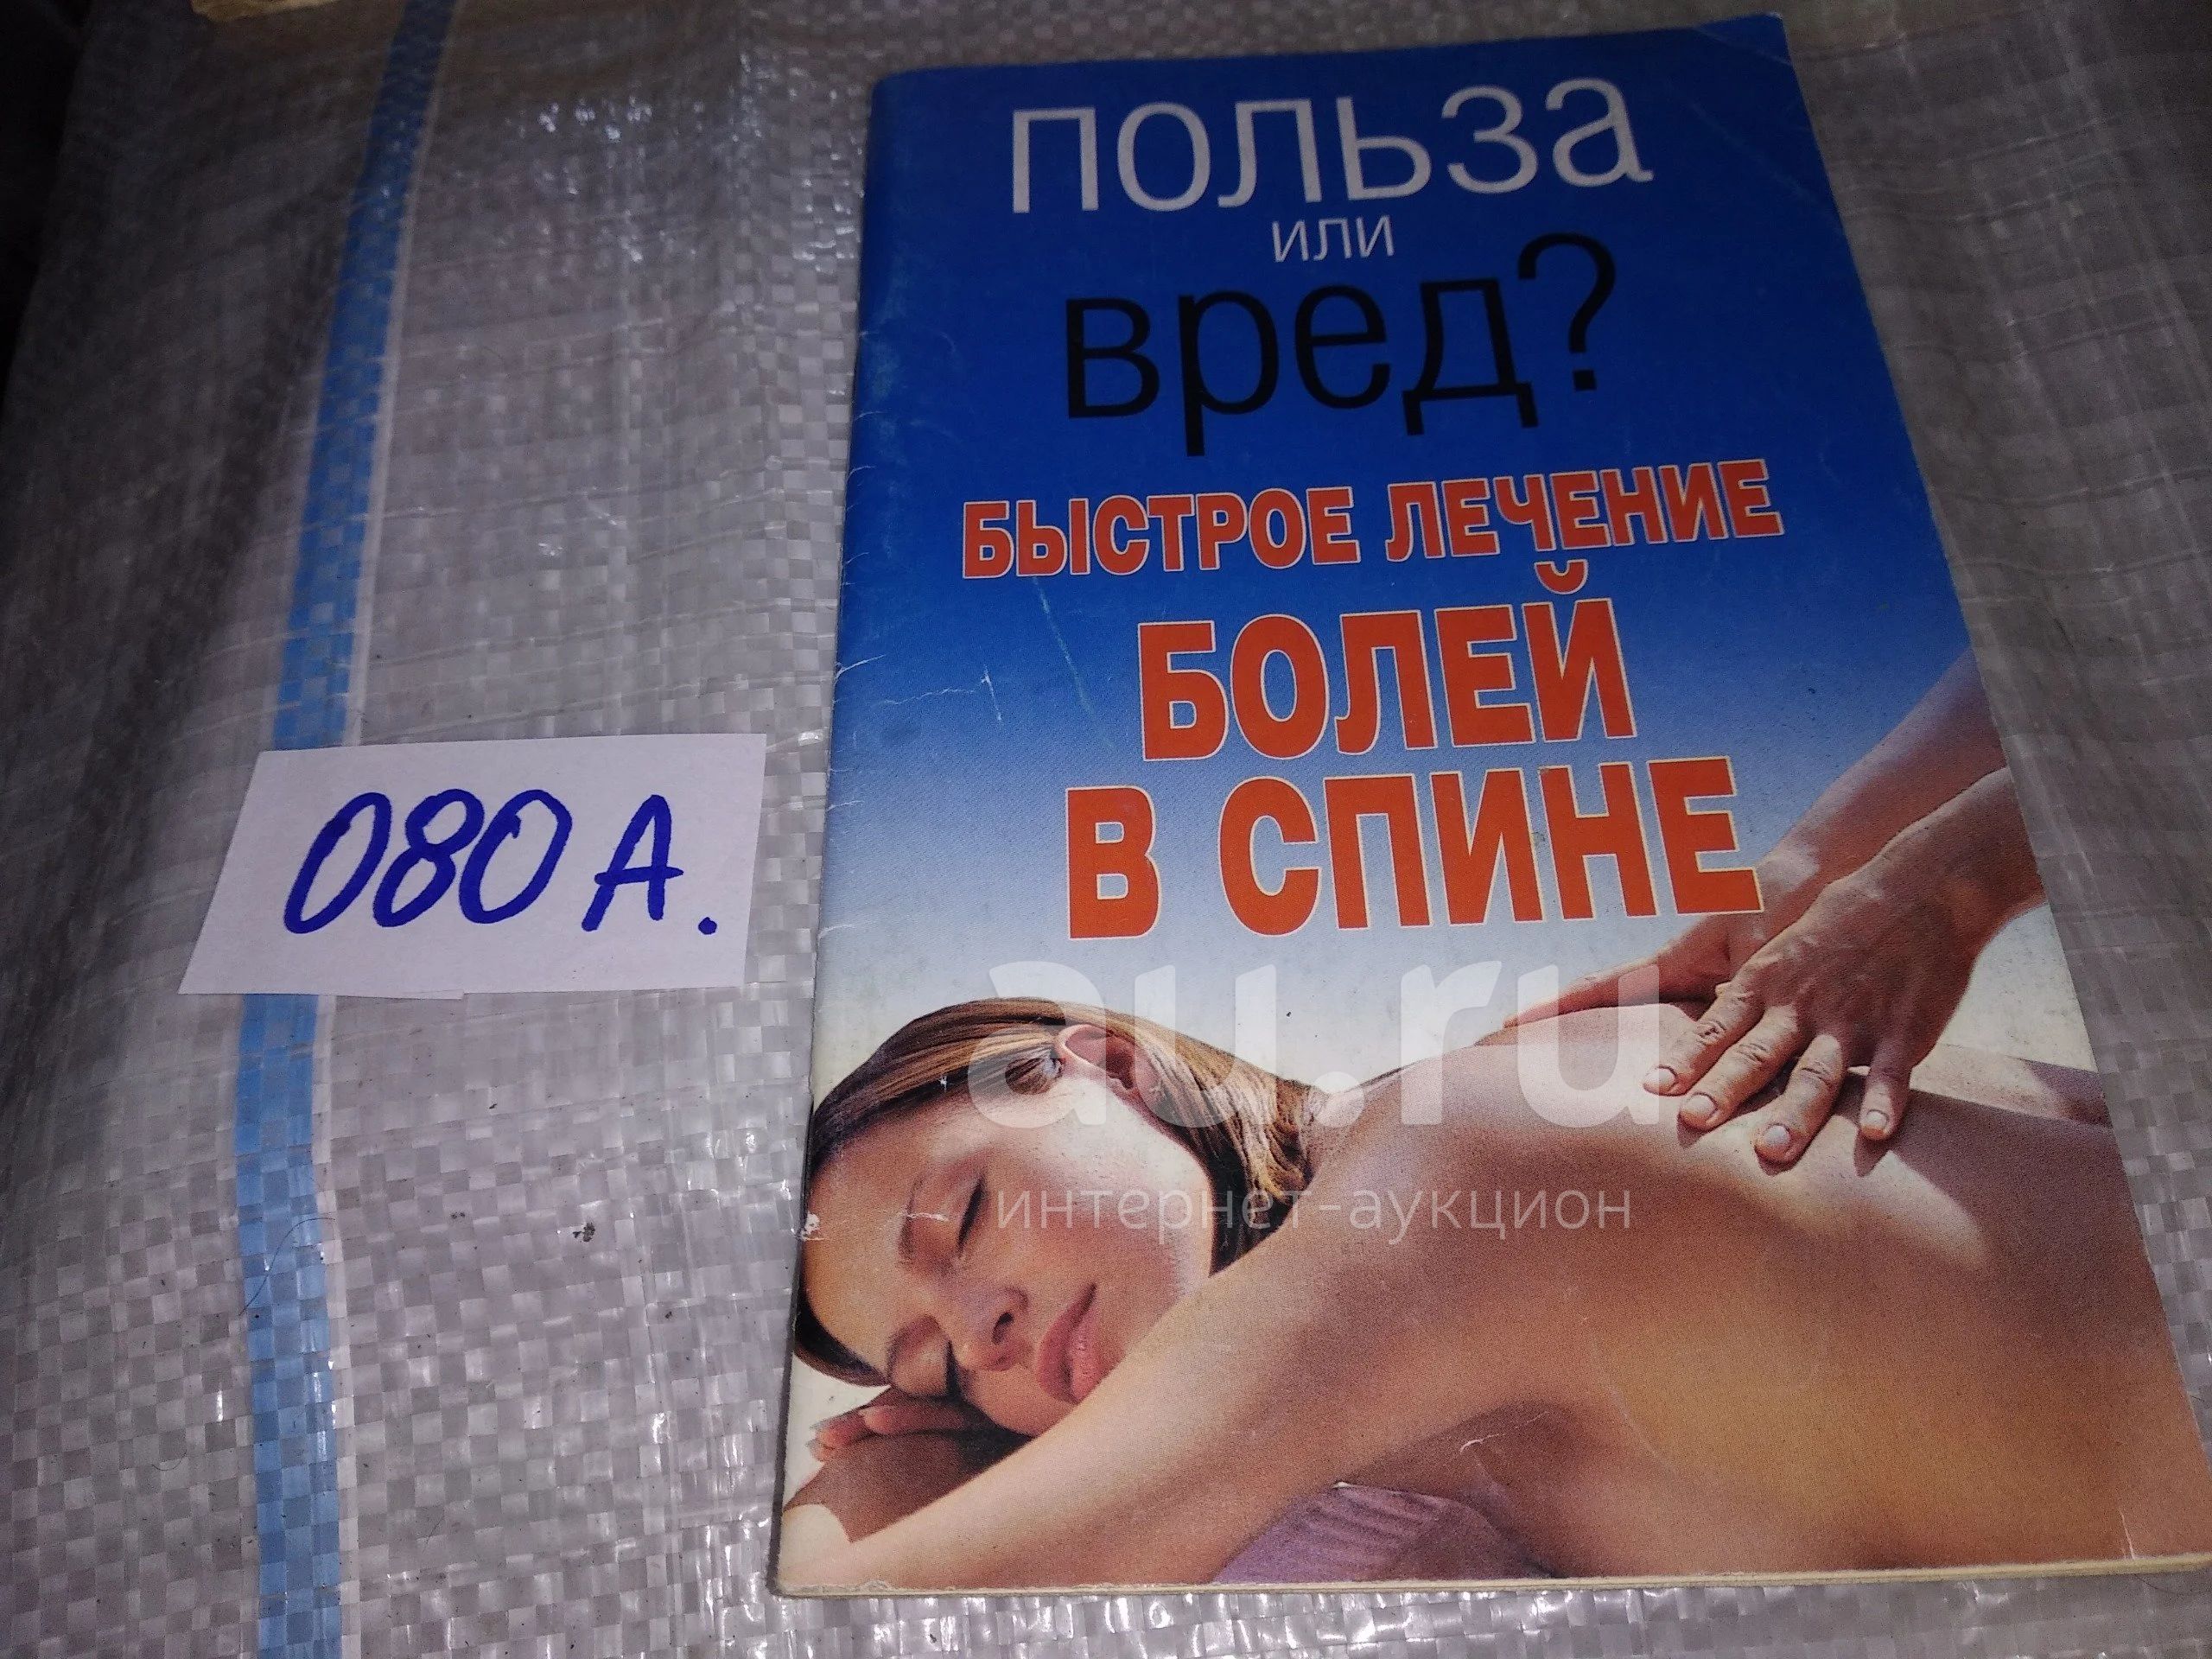 польза
или
вред?
БЫСТРОЕ ЛЕЧЕНИЕ
БОЛЕЙ
В СПИНЕ
080 А.
au.ru
интернет-аукцион